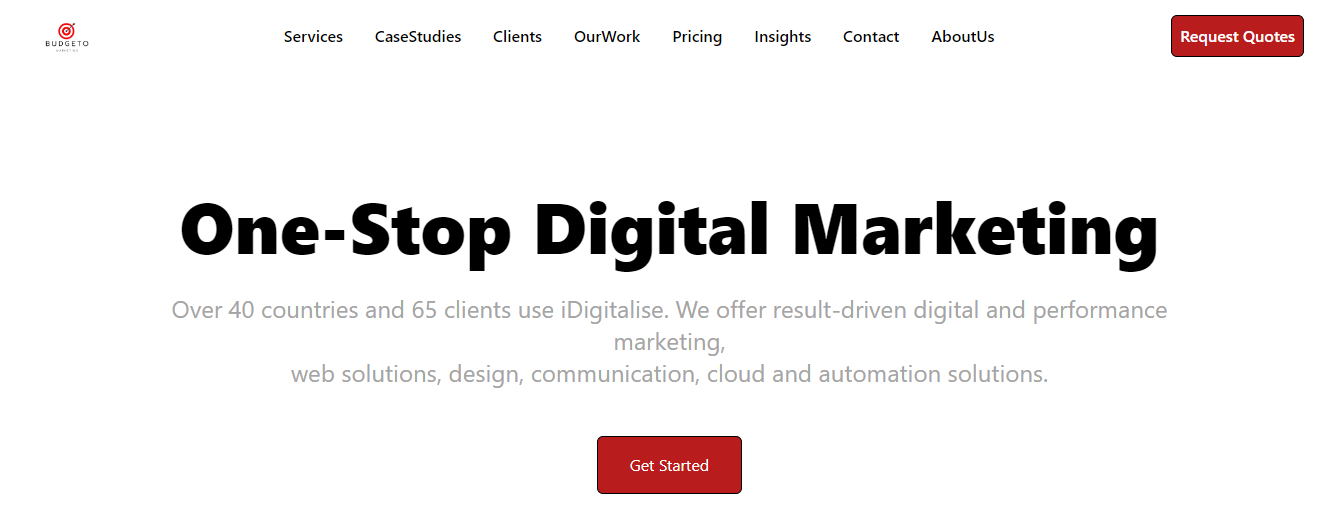 BUDGETO
MARKETING
Services CaseStudies Clients OurWork Pricing Insights Contact AboutUs
Request Quotes
One-Stop Digital Marketing
Over 40 countries and 65 clients use iDigitalise. We offer result-driven digital and performance
marketing,
web solutions, design, communication, cloud and automation solutions.
Get Started